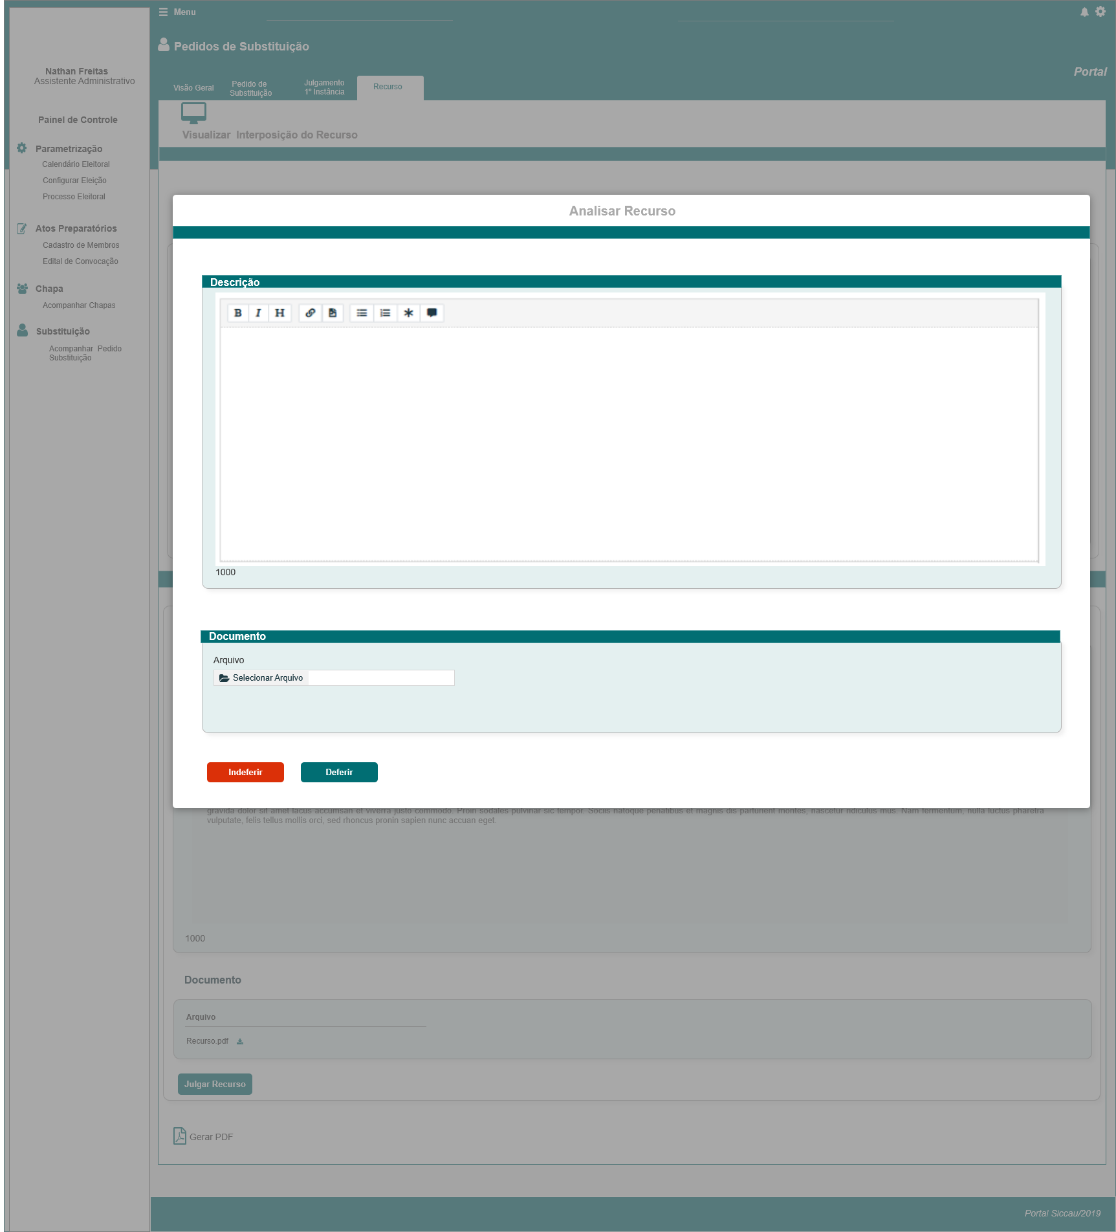 Menu
Pedidos de Substituição
Nathan Freitas
Assistente Administrativo
Portal
Visão Geral
Pedido de
Substituição
Julgamento
1ª Instância
Recurso
Painel de Controle
Visualizar Interposição do Recurso
Parametrização
Calendário Eleitoral
Configurar Eleição
Processo Eleitoral
Atos Preparatórios
Cadastro de Membros
Edital de Convocação
Chapa
Acompanhar Chapas
Substituição
Acompanhar Pedido
Substituição
Analisar Recurso
Descrição
B I H
1000
Documento
Arquivo
Selecionar Arquivo
Indeferir
Deferir
vulputate, felis tellus mollis orci, sed rhoncus pronin sapien nunc accuan eget
1000
Documento
Arquivo
Recurso.pdf
Julgar Recurso
Gerar PDF
Portal Siccau/2019